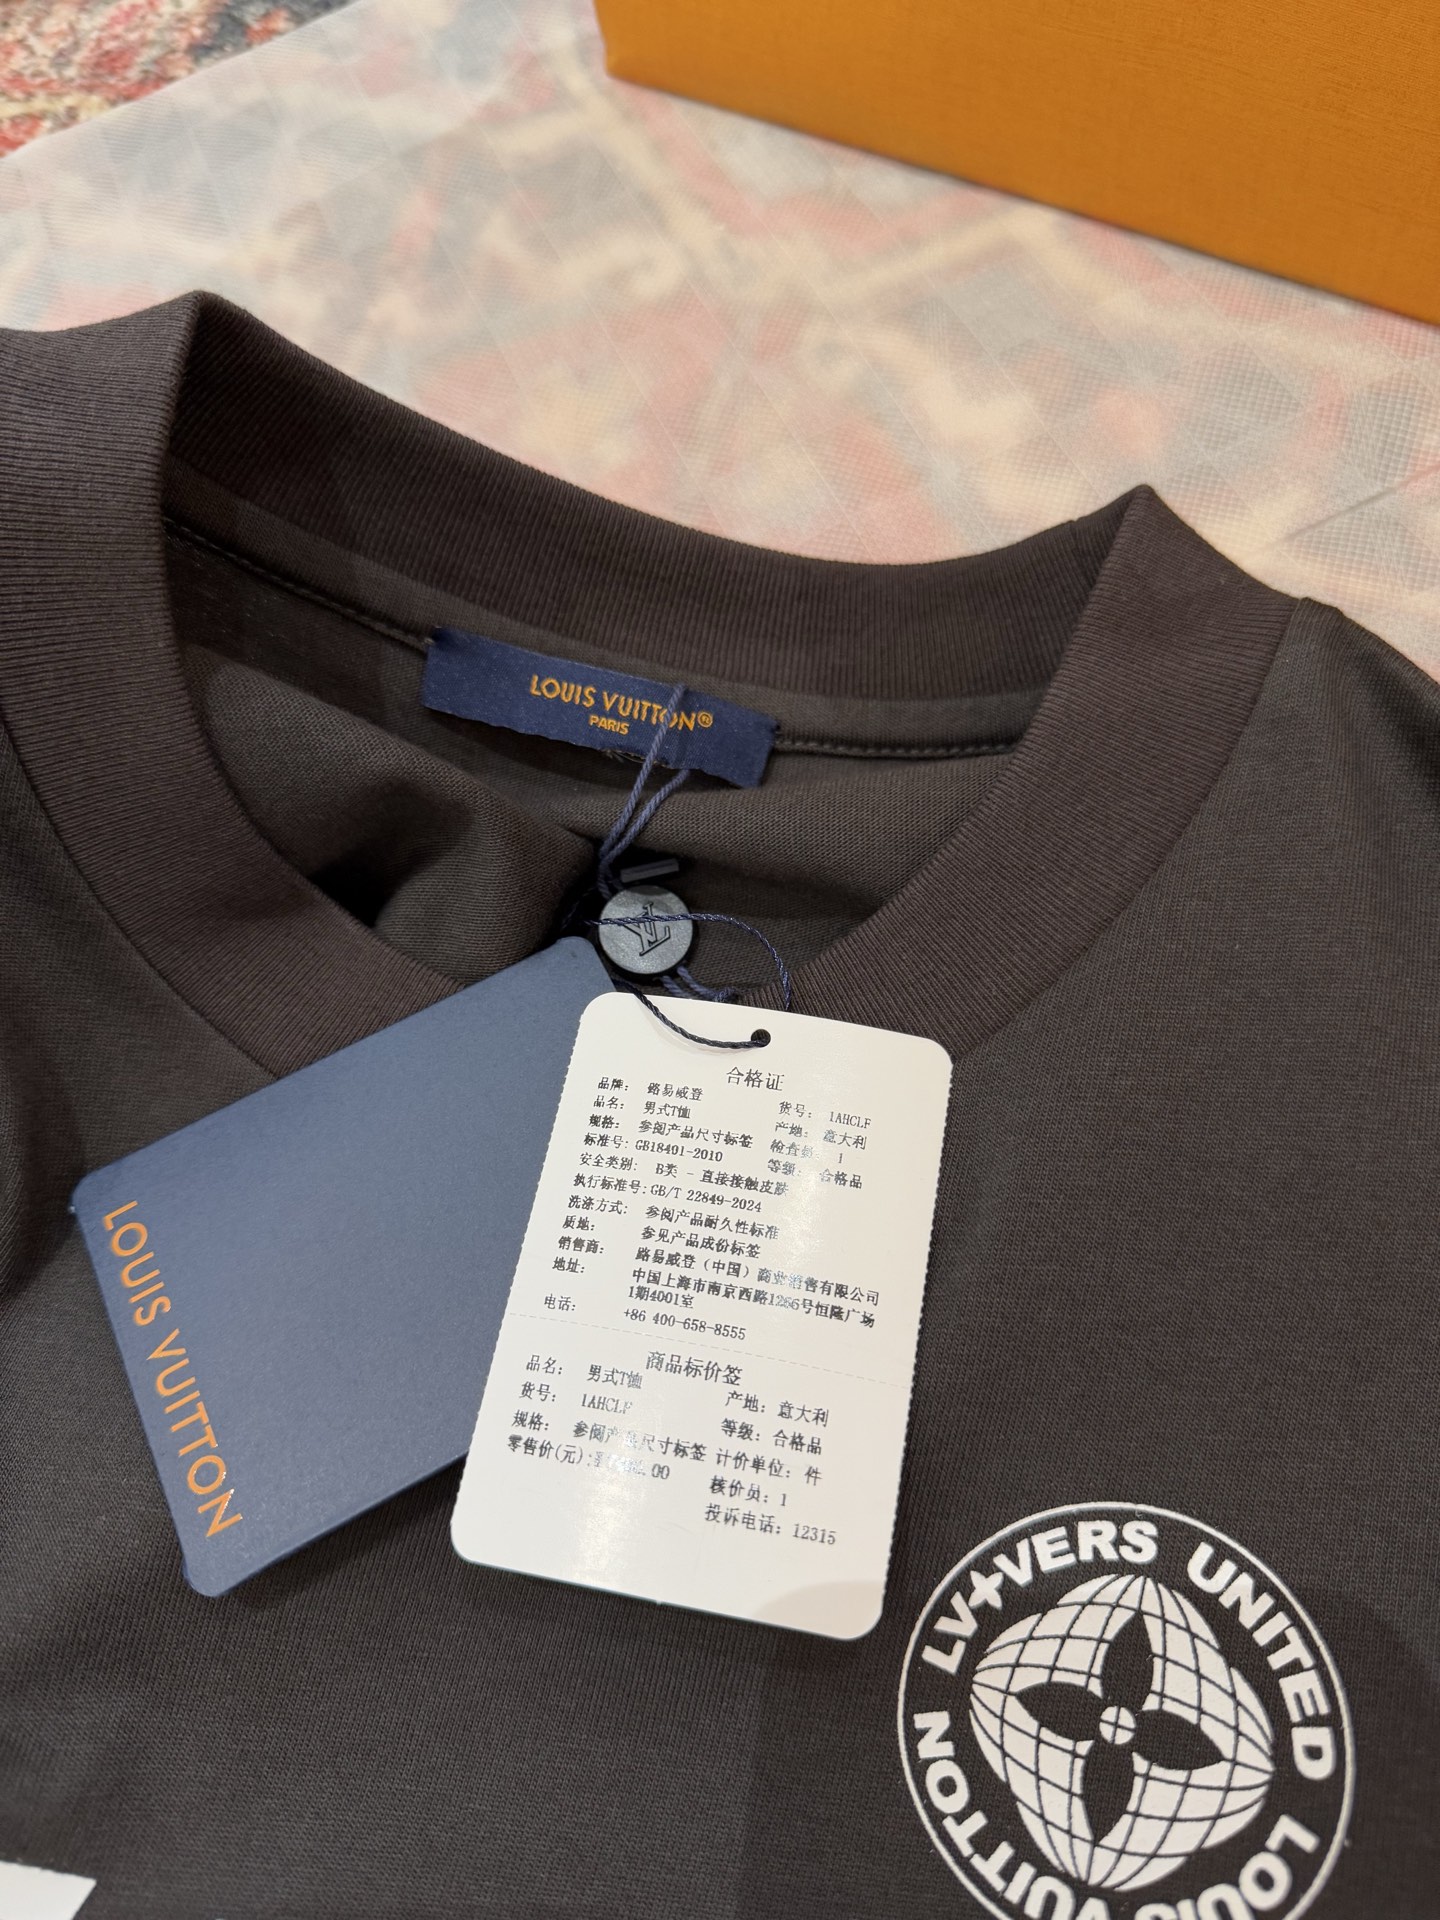 LOUIS VUITTON®
PARIS
LOUIS VUITTON
合格证
品牌： 路易威登
货号： 1AHCLF
品名： 男式T恤
产地： 意大利
规格： 参阅产品尺寸标签
检查员： 1
标准号: GB18401-2010
等级： 合格品
安全类别： B类 - 直接接触皮肤
执行标准号: GB/T 22849-2024
洗涤方式： 参阅产品耐久性标准
质地： 参见产品成份标签
销售商： 路易威登（中国）商业销售有限公司
地址： 中国上海市南京西路1266号恒隆广场
1期4001室
电话： +86 400-658-8555
商品标价签
品名： 男式T恤
产地： 意大利
货号： 1AHCLF
等级： 合格品
规格： 参阅产品尺寸标签
计价单位： 件
零售价(元):
核价员： 1
投诉电话： 12315
LV+VERS UNITED
LOUIS VUITTON